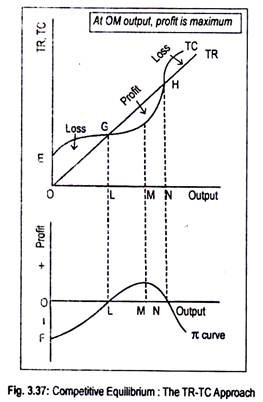 At OM output, profit is maximum
TR, TC
Loss
TC
TR
Profit
H
Loss
G
E
O
L
M
N
Output
+ Profit
O
L
M
N
Output
−
F
π curve
Fig. 3.37: Competitive Equilibrium : The TR-TC Approach